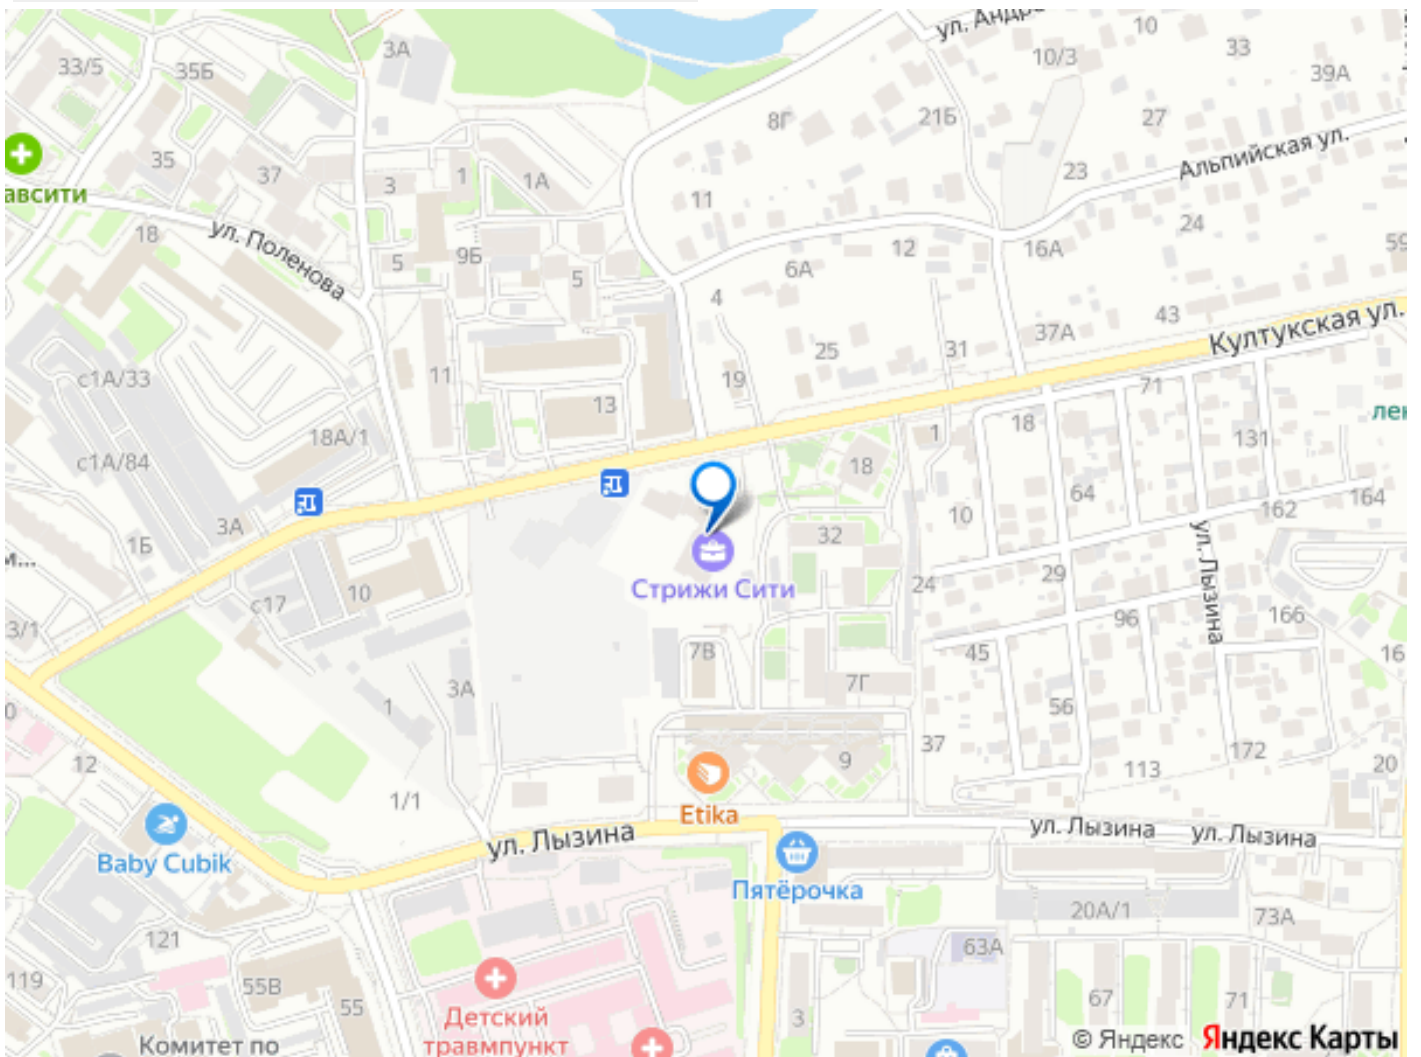 ул. Андр
10
10/3
33
39А
3А
33/5
35Б
8Г
21Б
27
Альпийская ул.
35
37
3
1
1А
11
23
авсити
18
ул. Поленова
5
9Б
5
6А
12
16А
24
59
4
37А
43
Култукская ул.
с1А/33
11
25
31
19
71
13
18А/1
1
18
131
лек
с1А/84
18
64
164
162
3А
1Б
10
32
м...
с17
10
Стрижи Сити
24
29
ул. Лызина
96
166
3/1
7В
45
16
3А
7Г
1
56
0
37
172
12
9
113
20
1/1
Etika
ул. Лызина
ул. Лызина
ул. Лызина
Baby Cubik
Пятёрочка
20А/1
73А
121
63А
119
55В
55
67
71
Детский
травмпункт
3
Комитет по
© Яндекс
Яндекс Карты